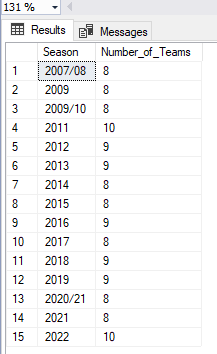 131 %
Results Messages
Season Number_of_Teams
1 2007/08 8
2 2009 8
3 2009/10 8
4 2011 10
5 2012 9
6 2013 9
7 2014 8
8 2015 8
9 2016 9
10 2017 8
11 2018 9
12 2019 9
13 2020/21 8
14 2021 8
15 2022 10